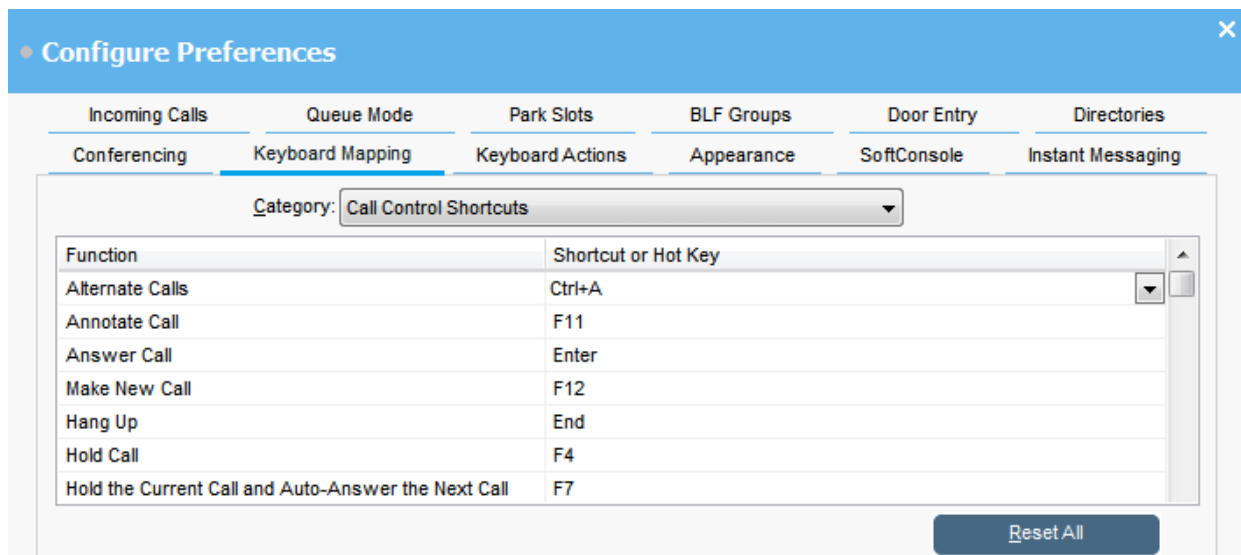 Configure Preferences
Incoming Calls Queue Mode Park Slots BLF Groups Door Entry Directories
Conferencing Keyboard Mapping Keyboard Actions Appearance SoftConsole Instant Messaging
Category: Call Control Shortcuts
Function Shortcut or Hot Key
Alternate Calls Ctrl+A
Annotate Call F11
Answer Call Enter
Make New Call F12
Hang Up End
Hold Call F4
Hold the Current Call and Auto-Answer the Next Call F7
Reset All